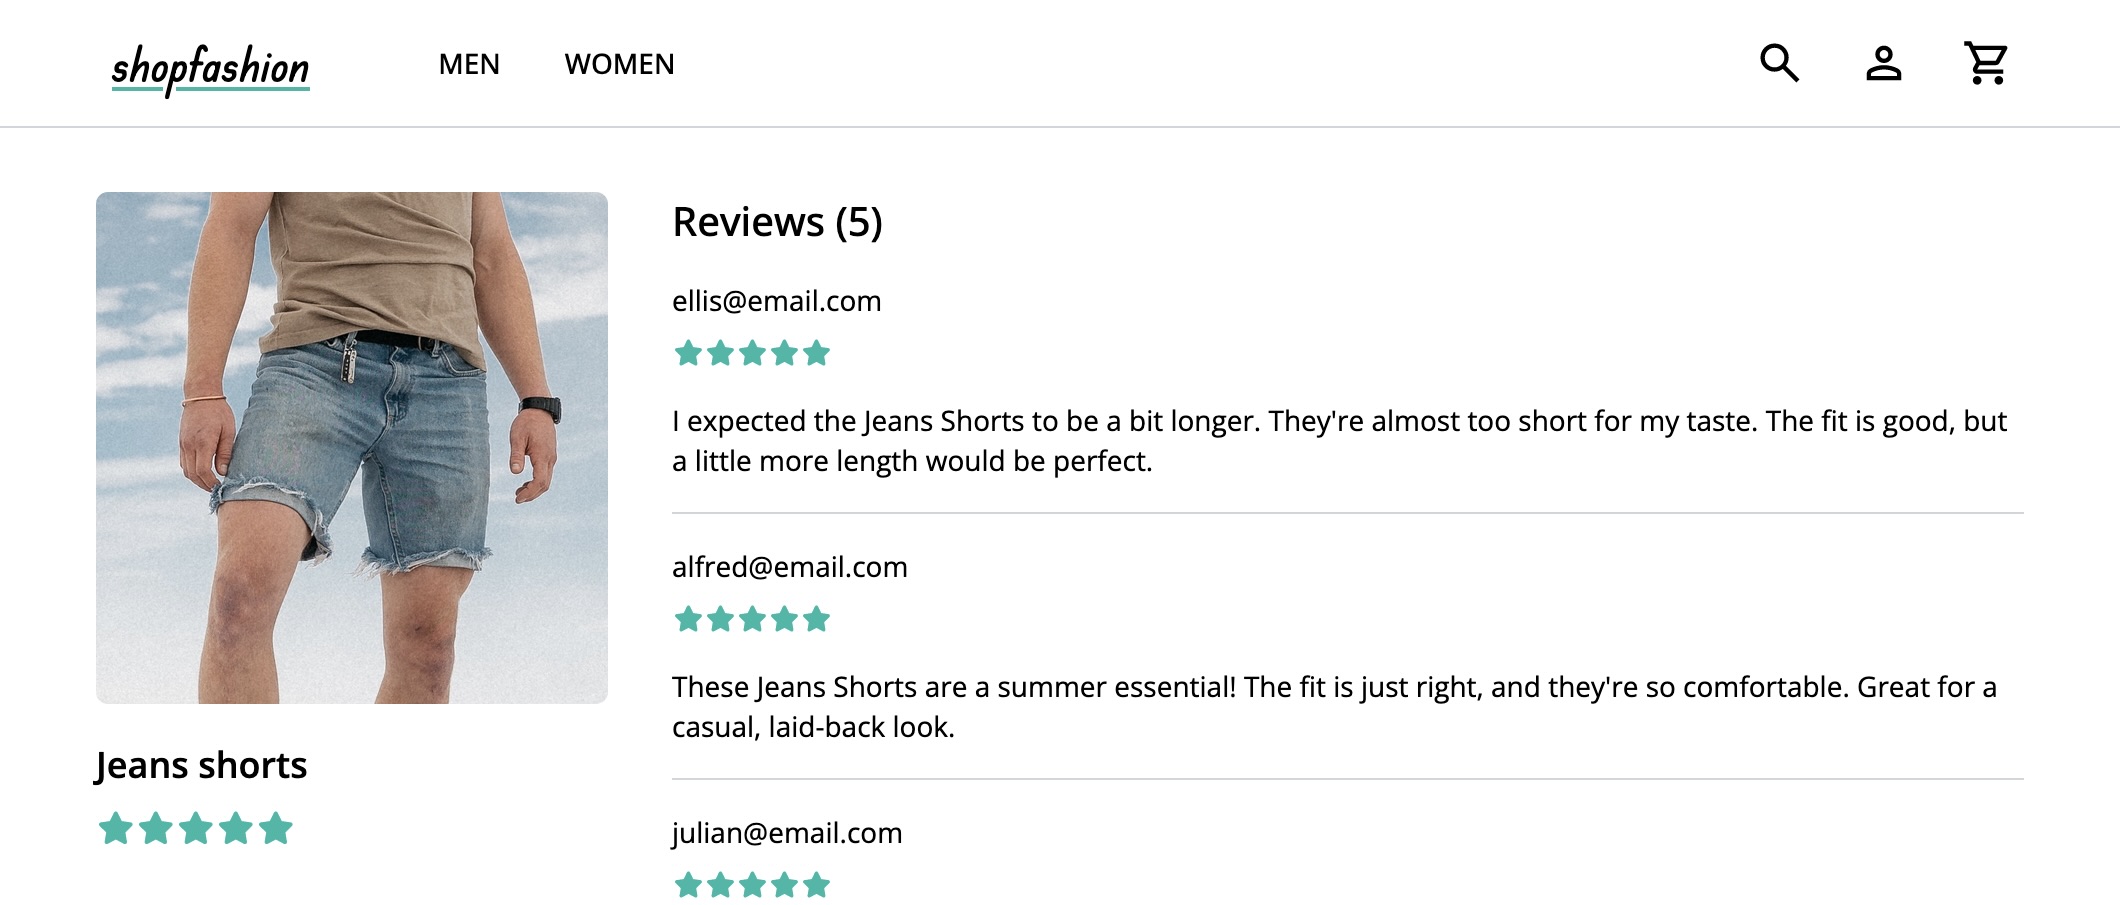 shopfashion
MEN
WOMEN
Reviews (5)
ellis@email.com
I expected the Jeans Shorts to be a bit longer. They're almost too short for my taste. The fit is good, but
a little more length would be perfect.
alfred@email.com
These Jeans Shorts are a summer essential! The fit is just right, and they're so comfortable. Great for a
casual, laid-back look.
julian@email.com
Jeans shorts